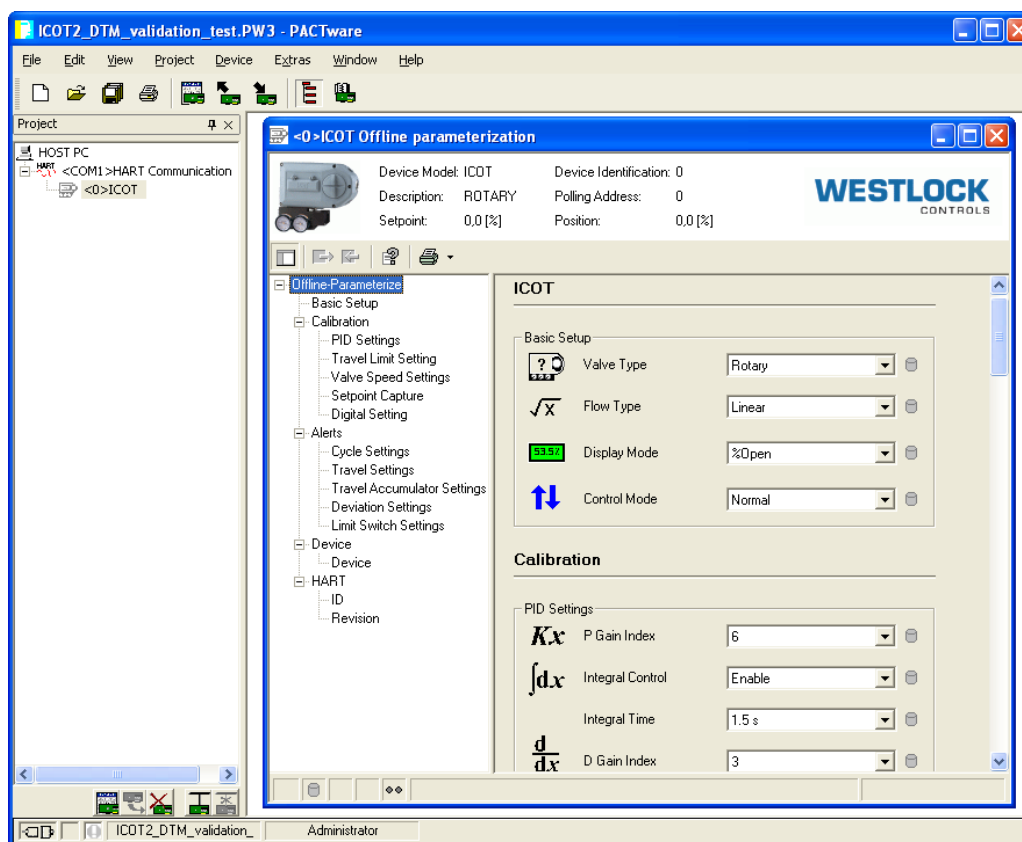 ICOT2_DTM_validation_test.PW3 - PACTware
File Edit View Project Device Extras Window Help
Project
HOST PC
HART <COM1>HART Communication
<0>ICOT
<0>ICOT Offline parameterization
Device Model: ICOT Device Identification: 0
Description: ROTARY Polling Address: 0
Setpoint: 0,0 [%] Position: 0,0 [%]
WESTLOCK
CONTROLS
Offline-Parameterize
Basic Setup
Calibration
PID Settings
Travel Limit Setting
Valve Speed Settings
Setpoint Capture
Digital Setting
Alerts
Cycle Settings
Travel Settings
Travel Accumulator Settings
Deviation Settings
Limit Switch Settings
Device
Device
HART
ID
Revision
ICOT
Basic Setup
? Valve Type Rotary
√x Flow Type Linear
53.5% Display Mode %Open
Control Mode Normal
Calibration
PID Settings
Kx P Gain Index 6
∫dx Integral Control Enable
Integral Time 1.5 s
d
dx D Gain Index 3
ICOT2_DTM_validation_ Administrator